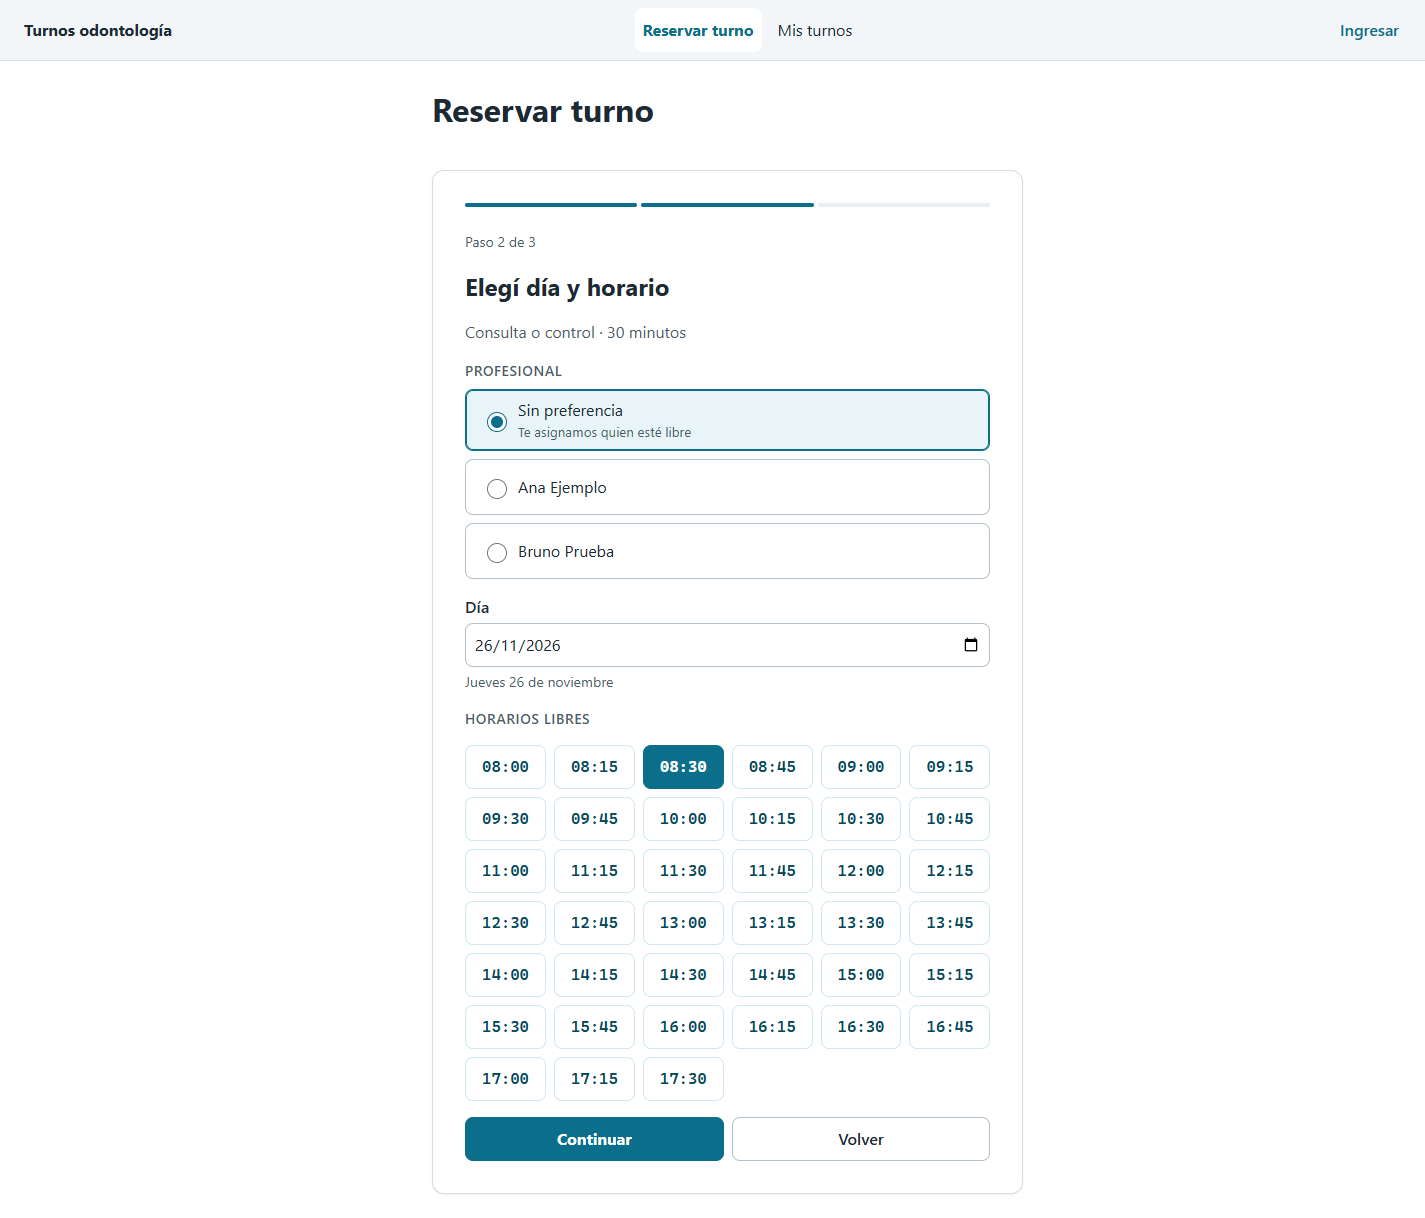 Turnos odontología
Reservar turno
Mis turnos
Ingresar
Reservar turno
Paso 2 de 3
Elegí día y horario
Consulta o control · 30 minutos
PROFESIONAL
Sin preferencia
Te asignamos quien esté libre
Ana Ejemplo
Bruno Prueba
Día
26/11/2026
Jueves 26 de noviembre
HORARIOS LIBRES
08:00 08:15 08:30 08:45 09:00 09:15
09:30 09:45 10:00 10:15 10:30 10:45
11:00 11:15 11:30 11:45 12:00 12:15
12:30 12:45 13:00 13:15 13:30 13:45
14:00 14:15 14:30 14:45 15:00 15:15
15:30 15:45 16:00 16:15 16:30 16:45
17:00 17:15 17:30
Continuar
Volver